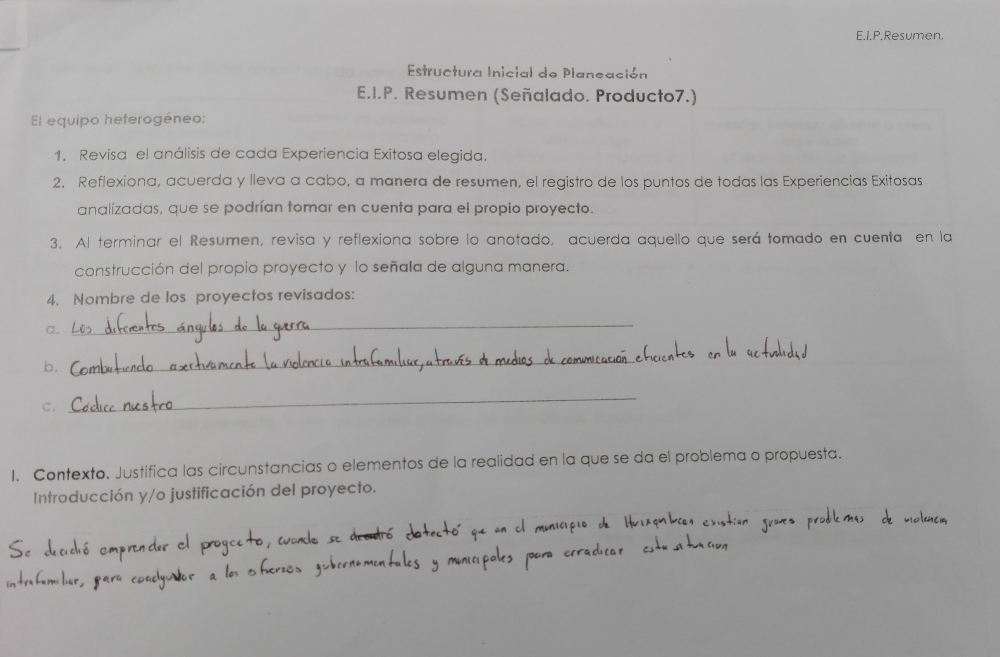 E.I.P.Resumen.
Estructura Inicial de Planeación
E.I.P. Resumen (Señalado. Producto7.)
El equipo heterogéneo:
1. Revisa el análisis de cada Experiencia Exitosa elegida.
2. Reflexiona, acuerda y lleva a cabo, a manera de resumen, el registro de los puntos de todas las Experiencias Exitosas
analizadas, que se podrían tomar en cuenta para el propio proyecto.
3. Al terminar el Resumen, revisa y reflexiona sobre lo anotado, acuerda aquello que será tomado en cuenta en la
construcción del propio proyecto y lo señala de alguna manera.
4. Nombre de los proyectos revisados:
a. Los diferentes ángulos de la guerra
b. Combatiendo asertivamente la violencia intrafamiliar, a través de medios de comunicación eficientes en la actualidad
c. Códice nuestro
I. Contexto. Justifica las circunstancias o elementos de la realidad en la que se da el problema o propuesta.
Introducción y/o justificación del proyecto.
Se decidió emprender el proyecto, cuando se detectó que en el municipio de Huixquilucan existian graves problemas de violencia
intrafamiliar, para coadyuvar a los esfuerzos gubernamentales y municipales para erradicar esta situacion